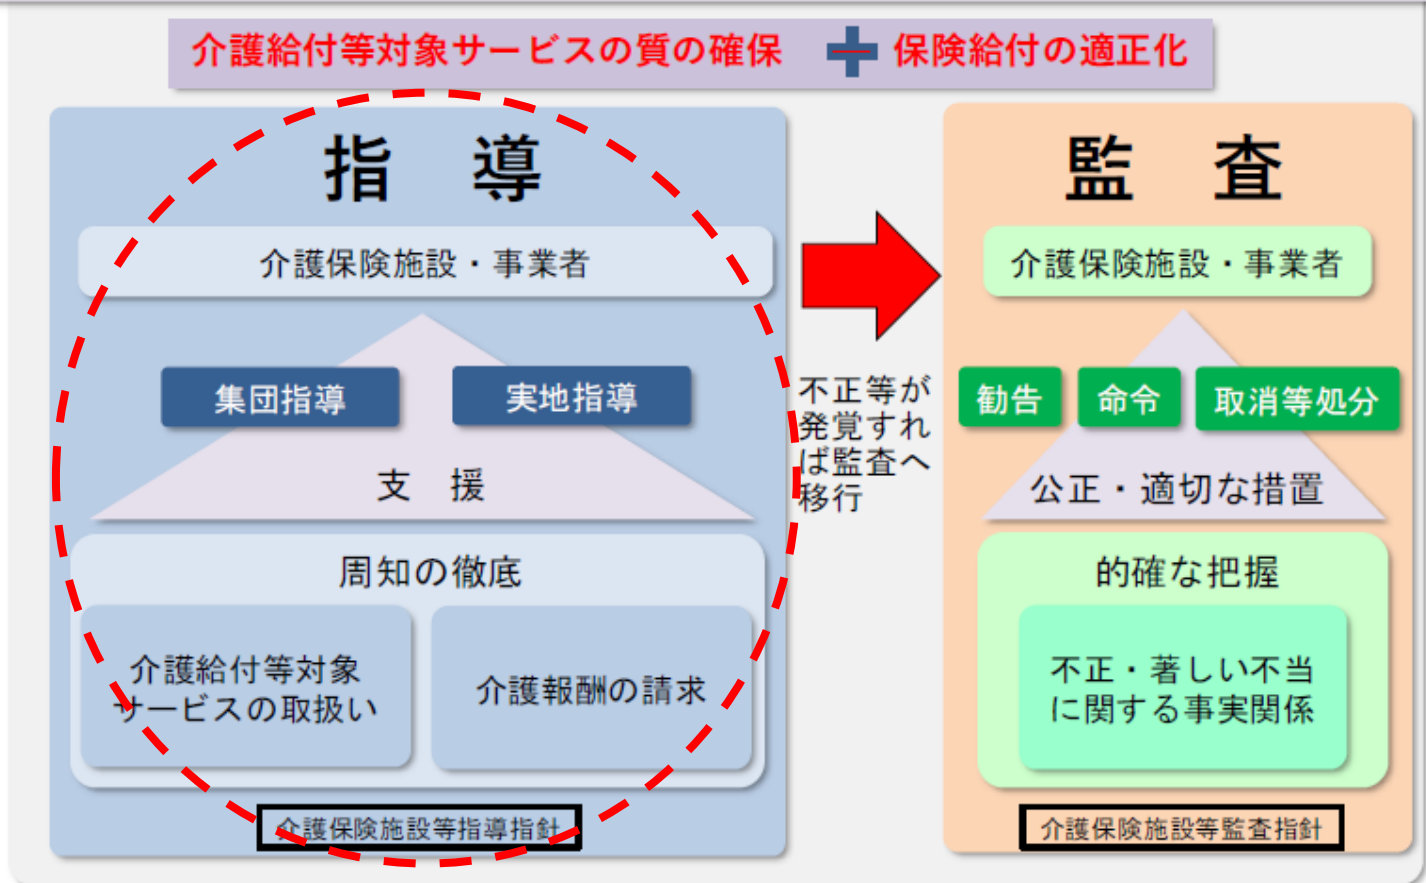 介護給付等対象サービスの質の確保 ＋ 保険給付の適正化
指　導
介護保険施設・事業者
集団指導
実地指導
支　援
周知の徹底
介護給付等対象
サービスの取扱い
介護報酬の請求
介護保険施設等指導指針
不正等が
発覚すれ
ば監査へ
移行
監　査
介護保険施設・事業者
勧告
命令
取消等処分
公正・適切な措置
的確な把握
不正・著しい不当
に関する事実関係
介護保険施設等監査指針